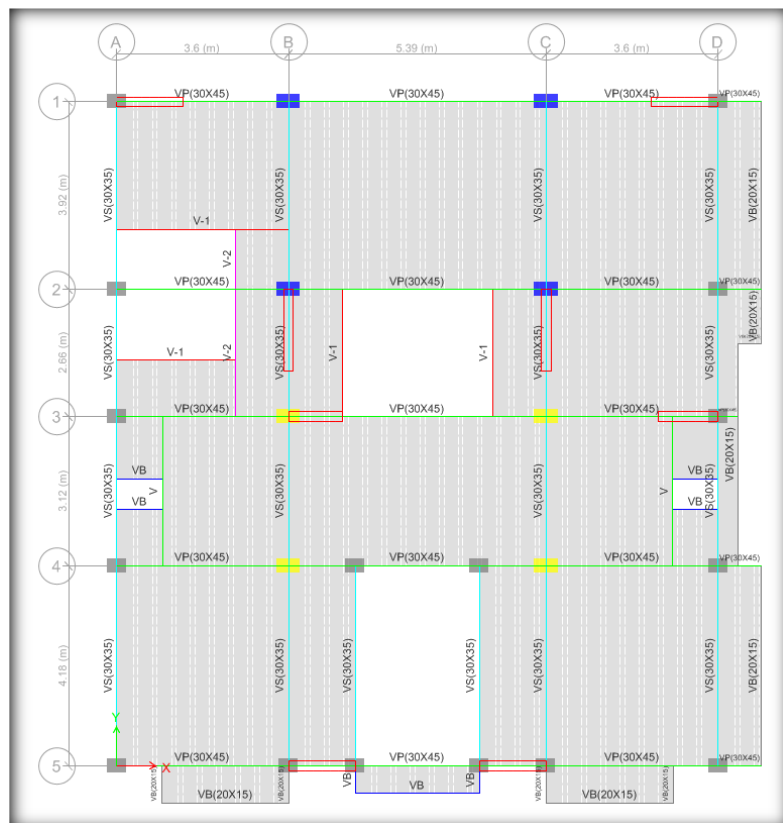 A B C D
3.6 (m) 5.39 (m) 3.6 (m)
1 VP(30X45) VP(30X45) VP(30X45) VP(30X45)
3.92 (m) VS(30X35) VS(30X35) VS(30X35) VS(30X35) VB(20X15)
V-1
V-2
2 VP(30X45) VP(30X45) VP(30X45) VP(30X45)
2.66 (m) VS(30X35) VS(30X35) VS(30X35) VS(30X35) VB(20X15)
V-1 V-2 V-1 V-1
3 VP(30X45) VP(30X45) VP(30X45)
3.12 (m) VS(30X35) VS(30X35) VS(30X35) VS(30X35) VB(20X15)
VB VB
V V
VB VB
4 VP(30X45) VP(30X45) VP(30X45) VP(30X45)
4.18 (m) VS(30X35) VS(30X35) VS(30X35) VS(30X35) VS(30X35) VS(30X35) VB(20X15)
Y
5 X VP(30X45) VP(30X45) VP(30X45) VP(30X45)
VB(20X15) VB(20X15) VB VB VB VB(20X15) VB(20X15) VB(20X15)